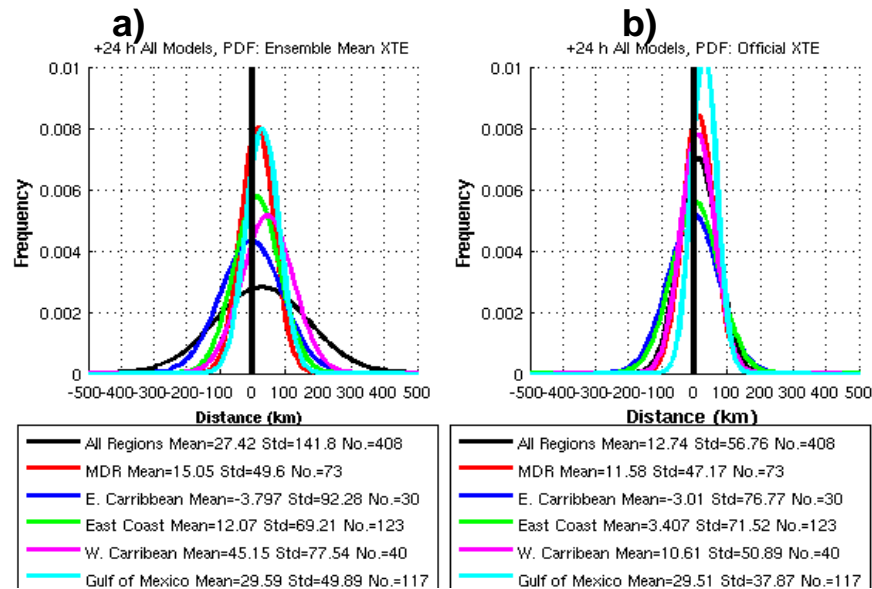 a)
+24 h All Models, PDF: Ensemble Mean XTE
0.01
0.008
0.006
0.004
0.002
0
Frequency
-500-400-300-200-100 0 100 200 300 400 500
Distance (km)
All Regions Mean=27.42 Std=141.8 No.=408
MDR Mean=15.05 Std=49.6 No.=73
E. Carribbean Mean=-3.797 Std=92.28 No.=30
East Coast Mean=12.07 Std=69.21 No.=123
W. Carribean Mean=45.15 Std=77.54 No.=40
Gulf of Mexico Mean=29.59 Std=49.89 No.=117
b)
+24 h All Models, PDF: Official XTE
0.01
0.008
0.006
0.004
0.002
0
Frequency
-500-400-300-200-100 0 100 200 300 400 500
Distance (km)
All Regions Mean=12.74 Std=56.76 No.=408
MDR Mean=11.58 Std=47.17 No.=73
E. Carribbean Mean=-3.01 Std=76.77 No.=30
East Coast Mean=3.407 Std=71.52 No.=123
W. Carribean Mean=10.61 Std=50.89 No.=40
Gulf of Mexico Mean=29.51 Std=37.87 No.=117